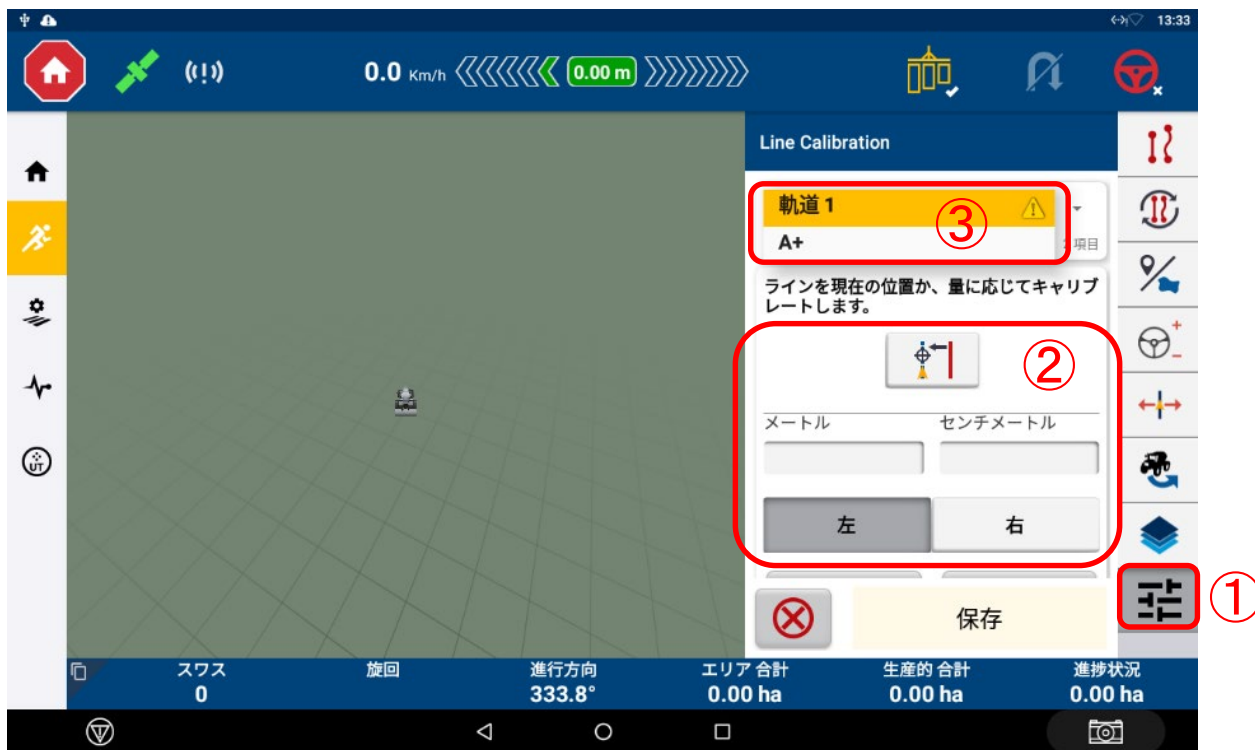 13:33
0.0 Km/h
0.00 m
Line Calibration
軌道 1
③
A+
項目
ラインを現在の位置か、量に応じてキャリブ
レートします。
②
メートル
センチメートル
左
右
UT
①
保存
スワス
0
旋回
進行方向
333.8°
エリア 合計
0.00 ha
生産的 合計
0.00 ha
進捗状況
0.00 ha